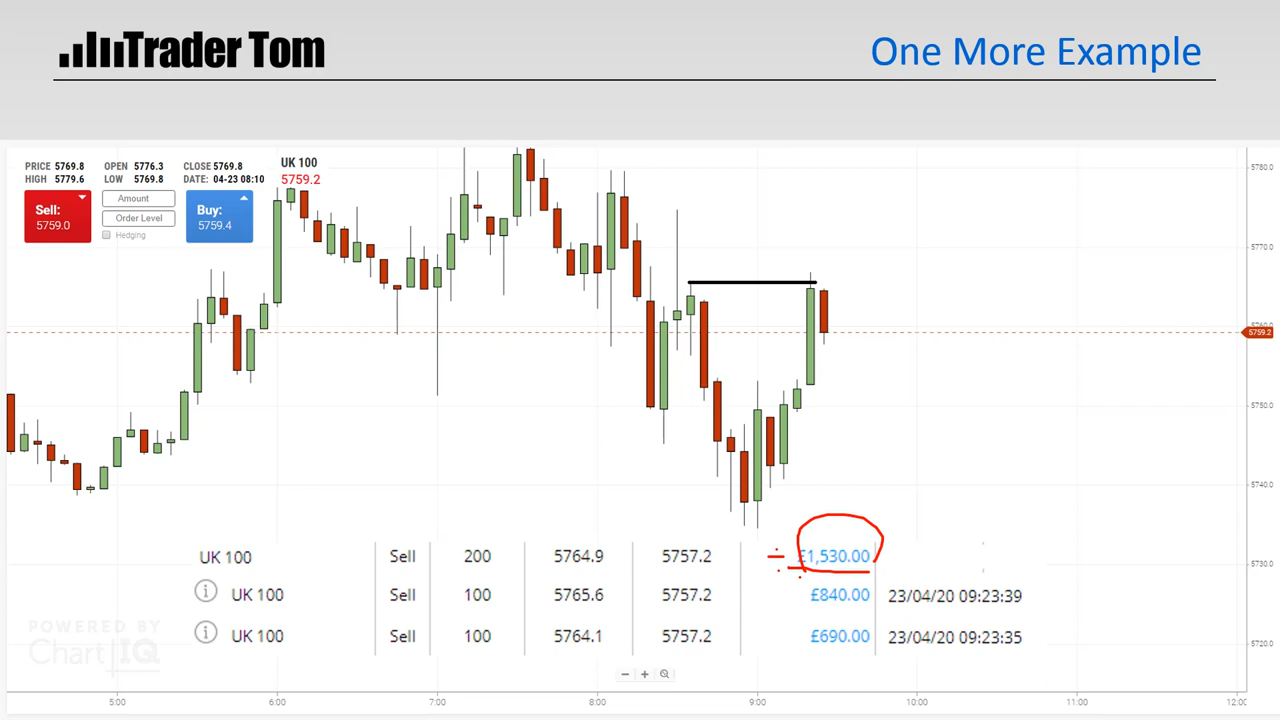 Trader Tom
One More Example
PRICE 5769.8 OPEN 5776.3 CLOSE 5769.8
HIGH 5779.6 LOW 5769.8 DATE: 04-23 08:10
UK 100
5759.2
Sell:
5759.0
Amount
Order Level
Hedging
Buy:
5759.4
5780.0
5770.0
5760.0
5759.2
5750.0
5740.0
5730.0
5720.0
UK 100 Sell 200 5764.9 5757.2 £1,530.00
UK 100 Sell 100 5765.6 5757.2 £840.00 23/04/20 09:23:39
UK 100 Sell 100 5764.1 5757.2 £690.00 23/04/20 09:23:35
POWERED BY
ChartIQ
5:00 6:00 7:00 8:00 9:00 10:00 11:00 12:00